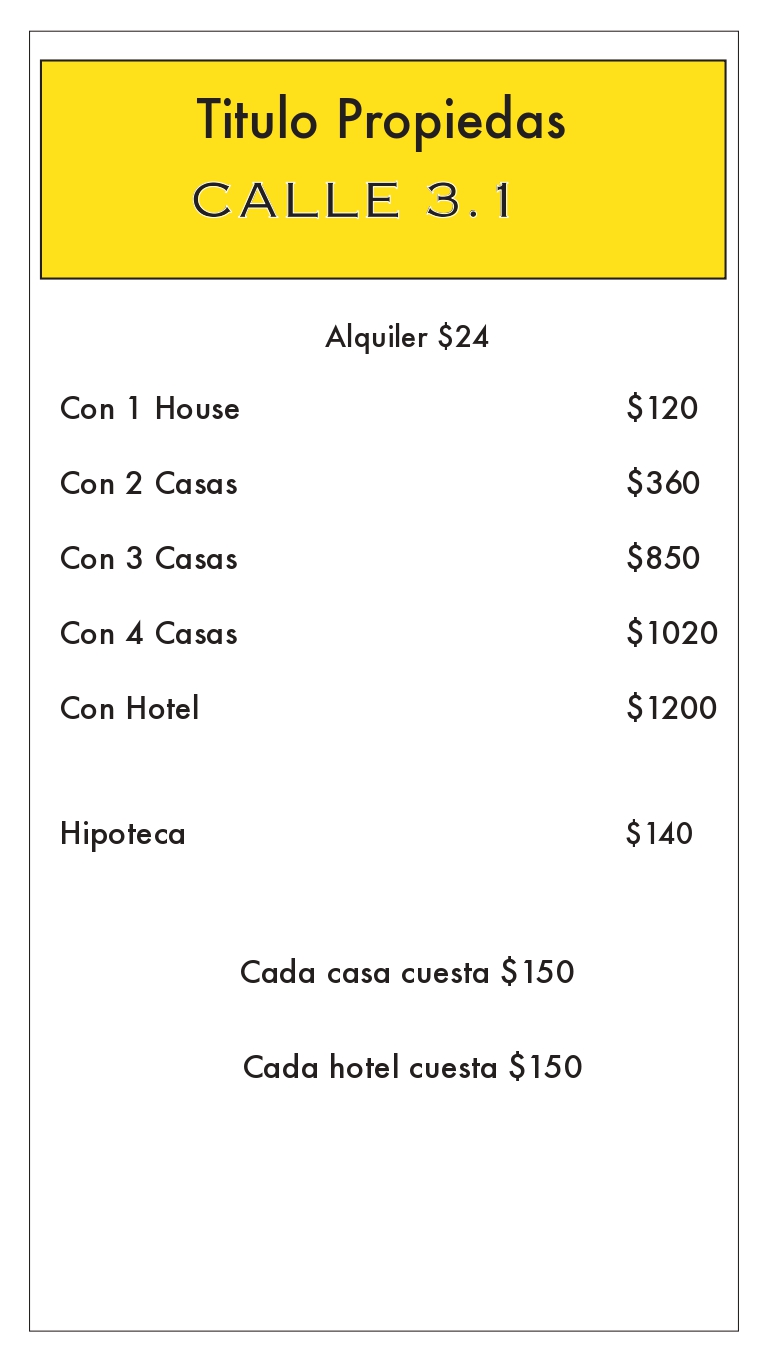 Titulo Propiedas
CALLE 3.1
Alquiler $24
Con 1 House $120
Con 2 Casas $360
Con 3 Casas $850
Con 4 Casas $1020
Con Hotel $1200
Hipoteca $140
Cada casa cuesta $150
Cada hotel cuesta $150